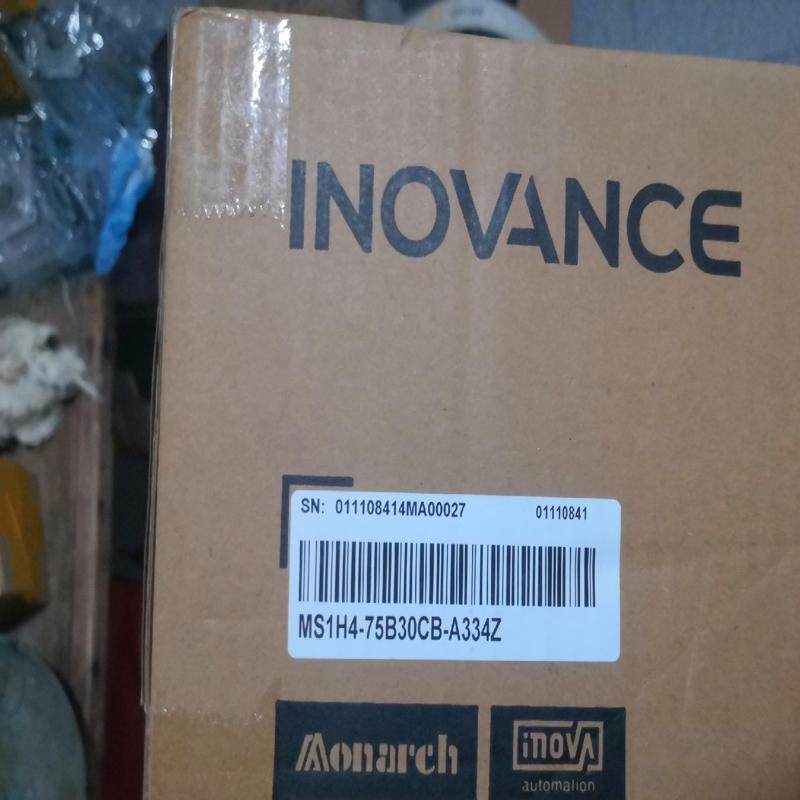 INOVANCE
SN: 011108414MA00027 01110841
MS1H4-75B30CB-A334Z
Monarch
inovA
automation